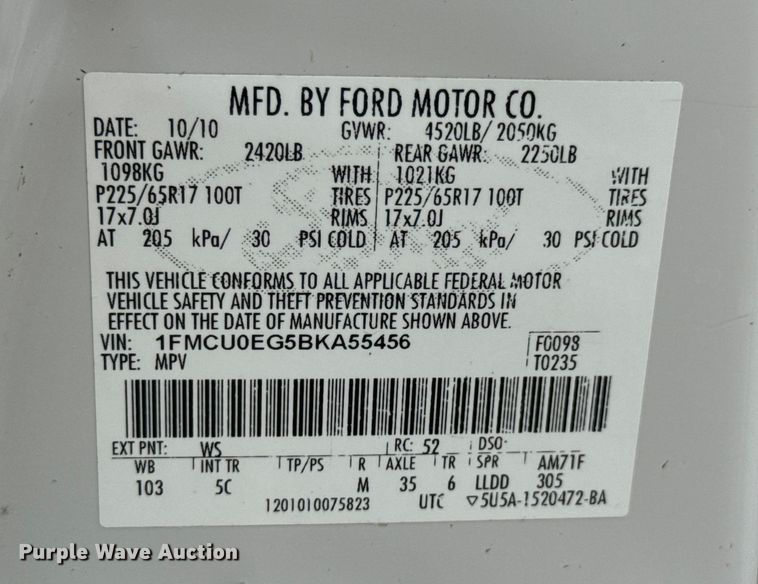 MFD. BY FORD MOTOR CO.
DATE: 10/10 GVWR: 4520LB/ 2050KG
FRONT GAWR: 2420LB REAR GAWR: 2250LB
1098KG WITH 1021KG WITH
P225/65R17 100T TIRES P225/65R17 100T TIRES
17x7.0J RIMS 17x7.0J RIMS
AT 205 kPa/ 30 PSI COLD AT 205 kPa/ 30 PSI COLD
THIS VEHICLE CONFORMS TO ALL APPLICABLE FEDERAL MOTOR
VEHICLE SAFETY AND THEFT PREVENTION STANDARDS IN
EFFECT ON THE DATE OF MANUFACTURE SHOWN ABOVE.
VIN: 1FMCU0EG5BKA55456 F0098
TYPE: MPV T0235
EXT PNT: WS RC: 52 DSO:
WB INT TR TP/PS R AXLE TR SPR AM71F
103 5C M 35 6 LLDD 305
1201010075823 UTC ▽5U5A-1520472-BA
Purple Wave Auction